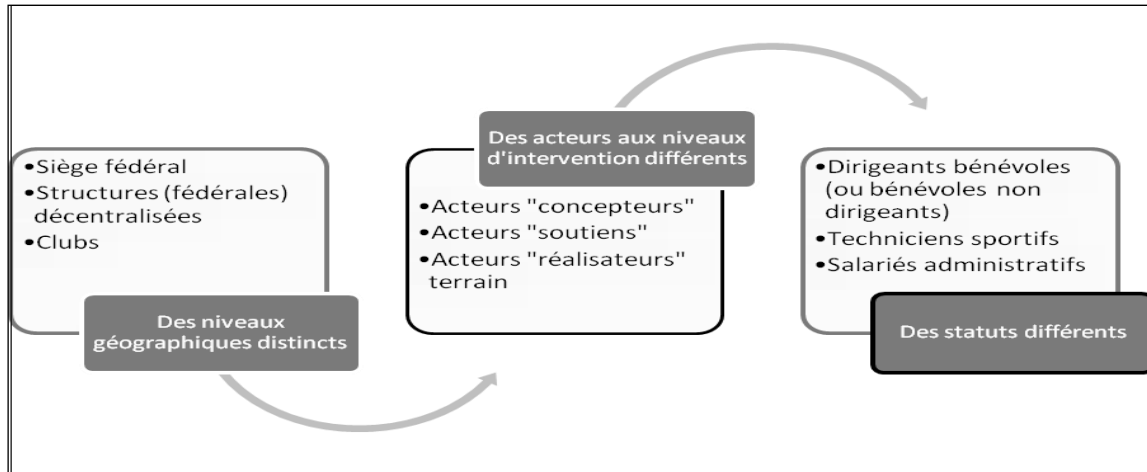 •Siège fédéral
•Structures (fédérales)
décentralisées
•Clubs
Des niveaux
géographiques distincts
Des acteurs aux niveaux
d'intervention différents
•Acteurs "concepteurs"
•Acteurs "soutiens"
•Acteurs "réalisateurs"
terrain
•Dirigeants bénévoles
(ou bénévoles non
dirigeants)
•Techniciens sportifs
•Salariés administratifs
Des statuts différents